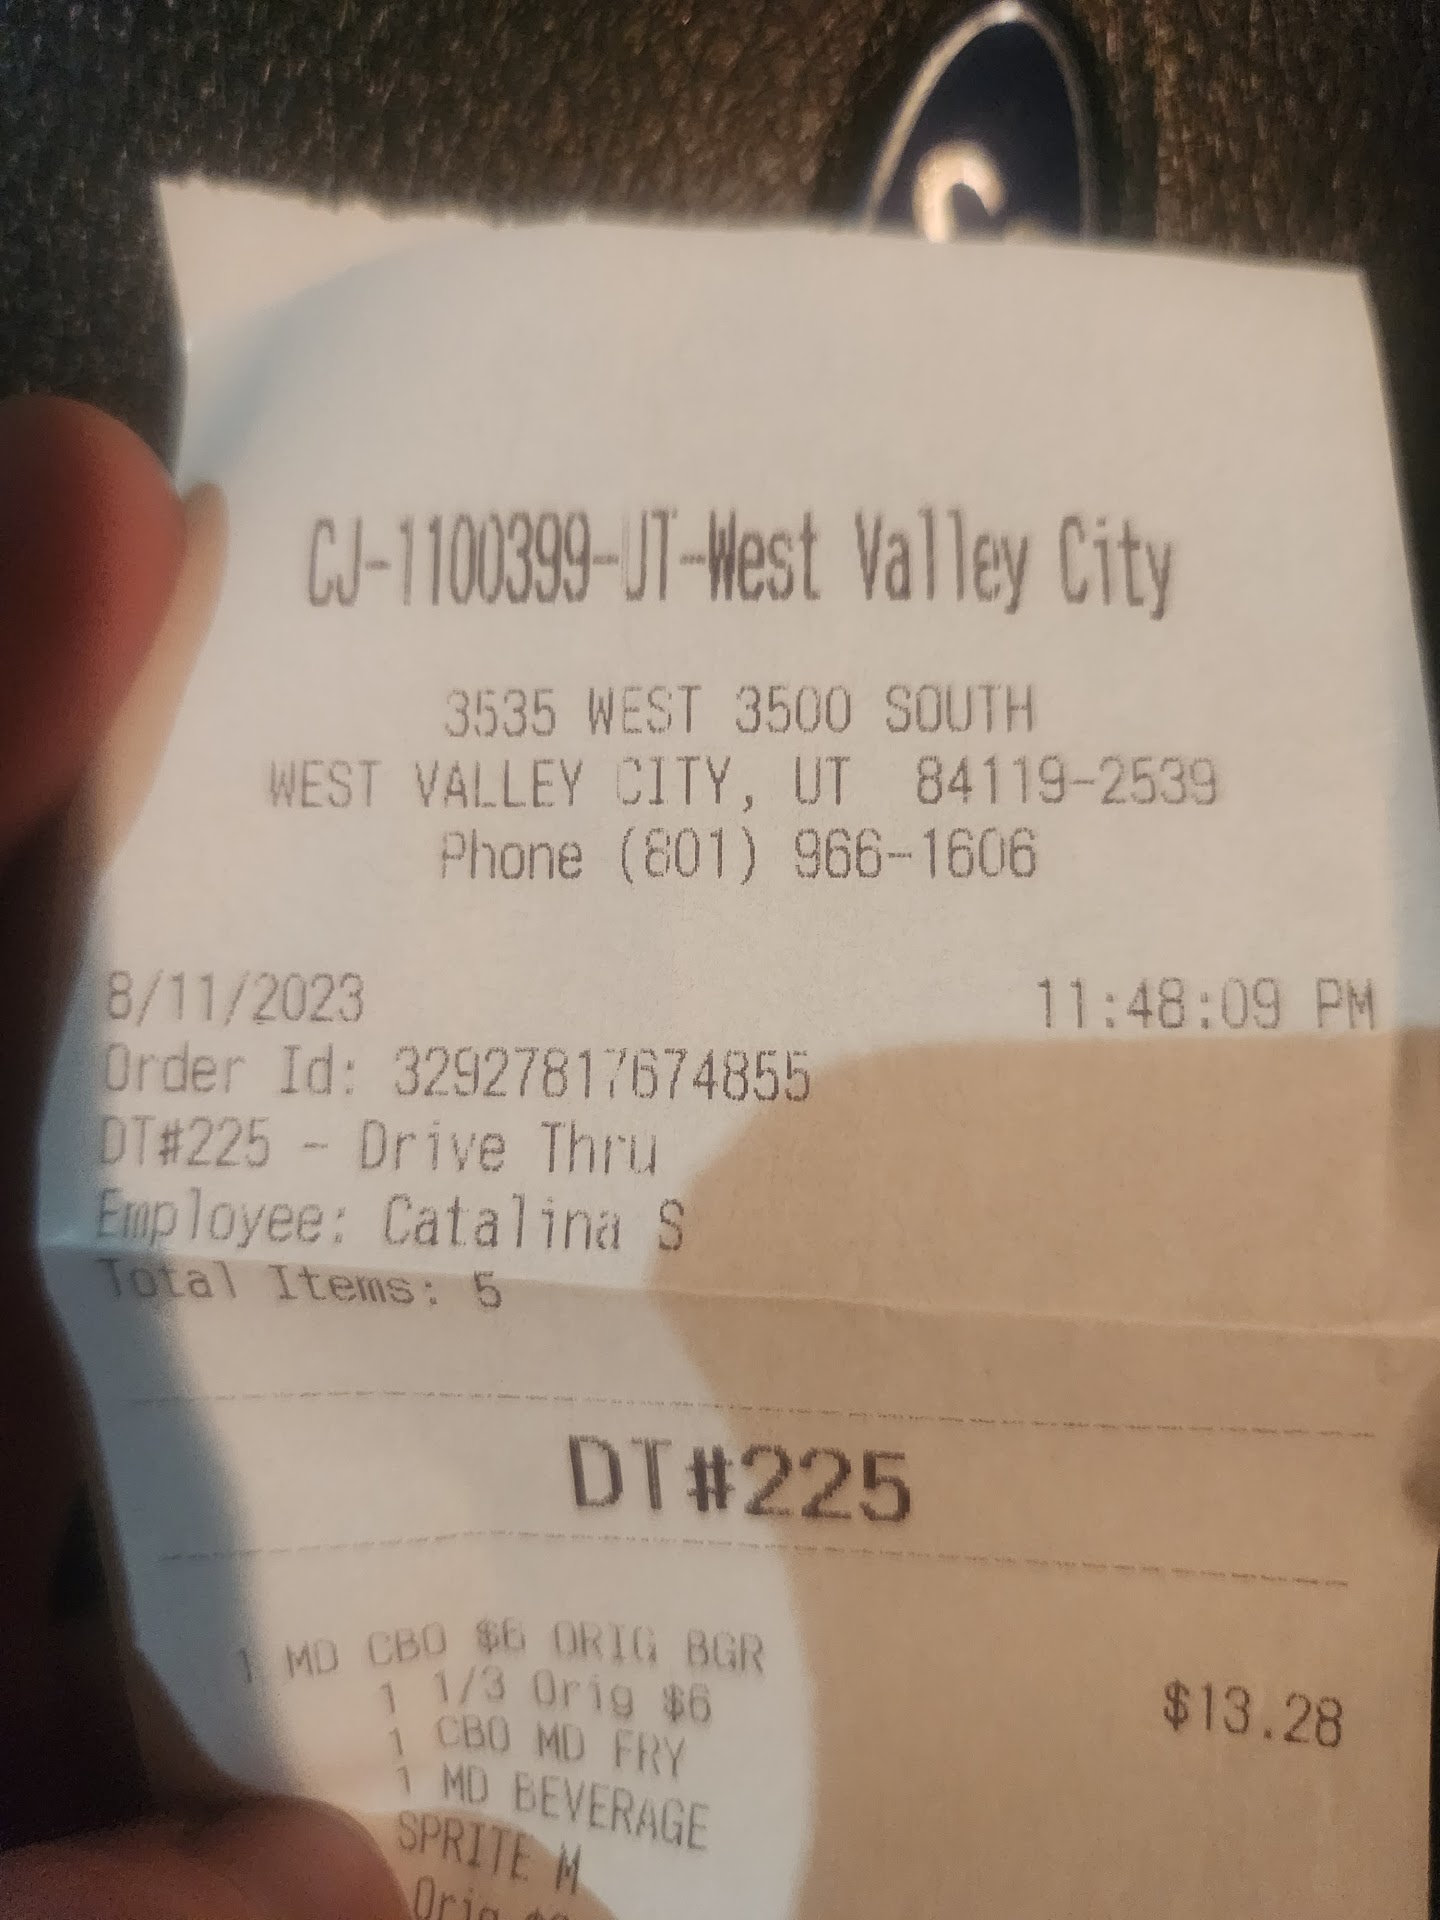 CJ-1100399-UT-West Valley City
3535 WEST 3500 SOUTH
WEST VALLEY CITY, UT 84119-2539
Phone (801) 966-1606
8/11/2023 11:48:09 PM
Order Id: 32927817674855
DT#225 - Drive Thru
Employee: Catalina S
Total Items: 5
DT#225
1 MD CBO $6 ORIG BGR $13.28
1 1/3 Orig $6
1 CBO MD FRY
1 MD BEVERAGE
SPRITE M
Orig